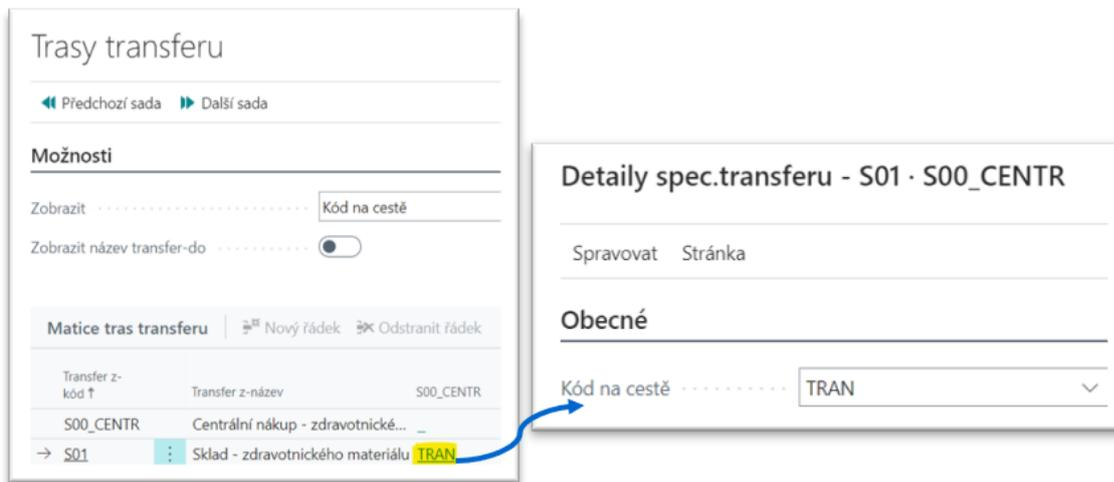 Trasy transferu
Předchozí sada Další sada
Možnosti
Zobrazit Kód na cestě
Zobrazit název transfer-do
Matice tras transferu Nový řádek Odstranit řádek
Transfer z-
kód ↑ Transfer z-název S00_CENTR
S00_CENTR Centrální nákup - zdravotnické... _
→ S01 Sklad - zdravotnického materiálu TRAN
Detaily spec.transferu - S01 · S00_CENTR
Spravovat Stránka
Obecné
Kód na cestě TRAN